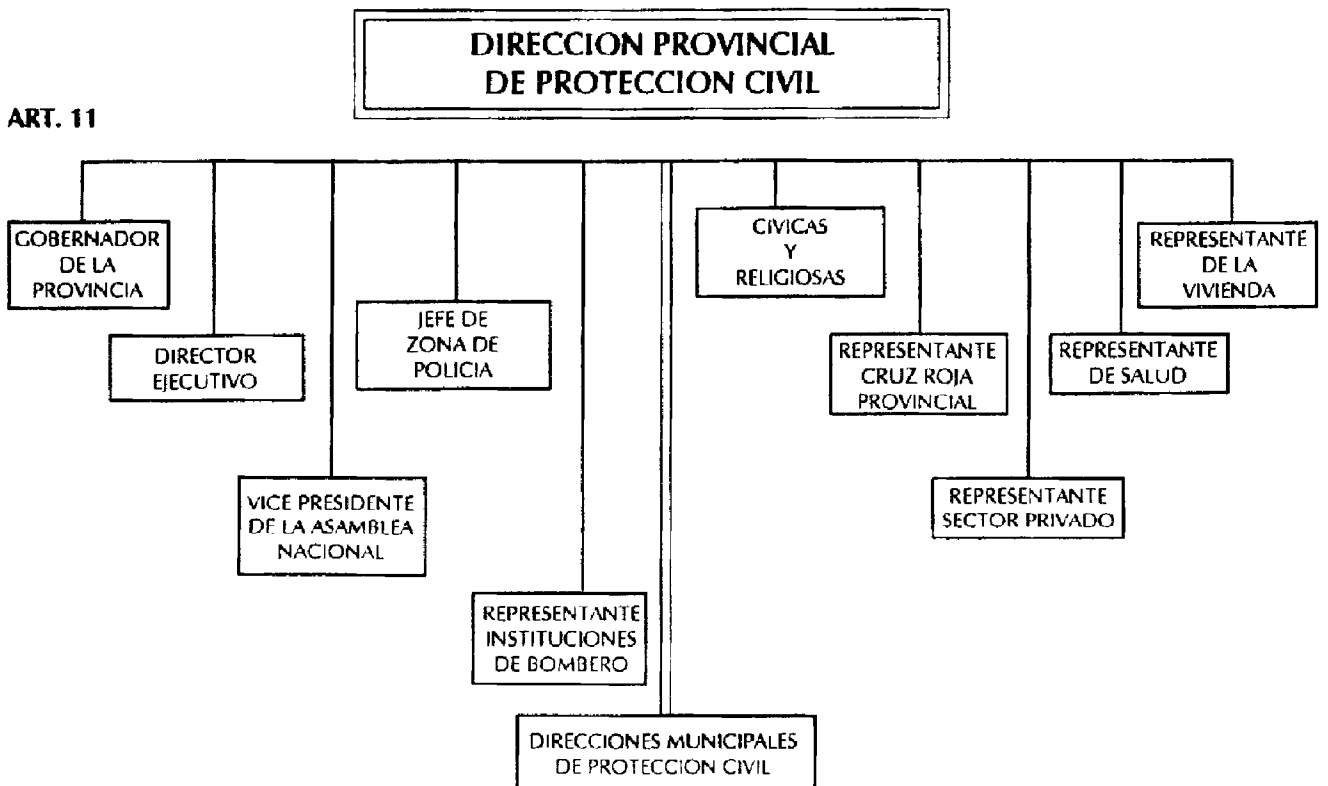 DIRECCION PROVINCIAL
DE PROTECCION CIVIL
ART. 11
GOBERNADOR
DE LA
PROVINCIA
DIRECTOR
EJECUTIVO
VICE PRESIDENTE
DE LA ASAMBLEA
NACIONAL
JEFE DE
ZONA DE
POLICIA
REPRESENTANTE
INSTITUCIONES
DE BOMBERO
DIRECCIONES MUNICIPALES
DE PROTECCION CIVIL
CIVICAS
Y
RELIGIOSAS
REPRESENTANTE
CRUZ ROJA
PROVINCIAL
REPRESENTANTE
SECTOR PRIVADO
REPRESENTANTE
DE SALUD
REPRESENTANTE
DE LA
VIVIENDA